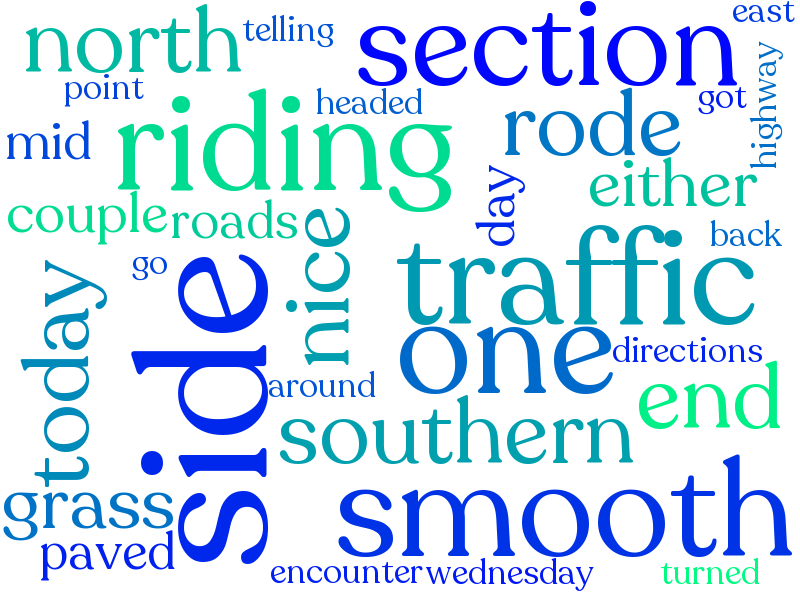 north
telling
section
east
point
headed
got
highway
mid
riding
rode
day
either
couple
roads
nice
back
go
traffic
today
side
one
directions
around
end
southern
grass
smooth
paved
encounter
wednesday
turned